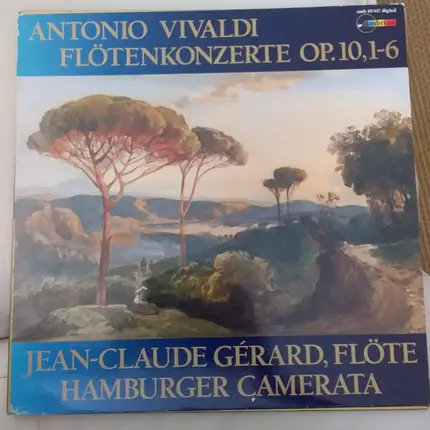 ANTONIO VIVALDI
FLÖTENKONZERTE OP.10,1-6
JEAN-CLAUDE GÉRARD, FLÖTE
HAMBURGER CAMERATA